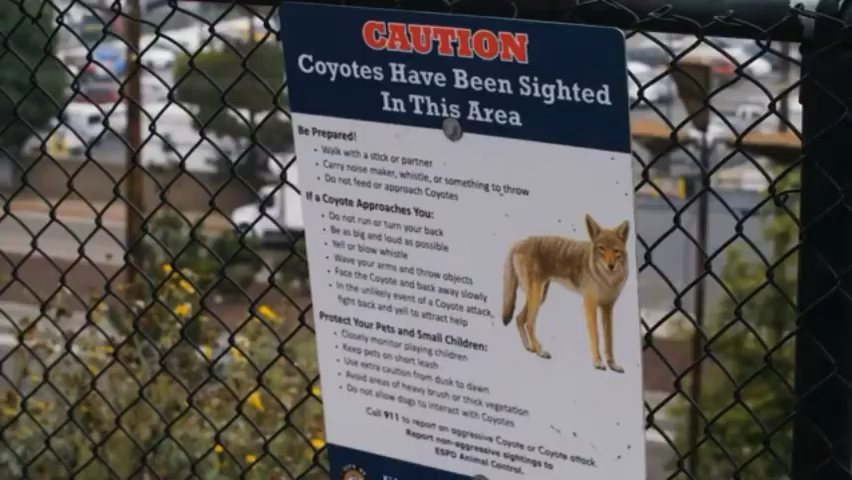 CAUTION
Coyotes Have Been Sighted
In This Area
Be Prepared!
• Walk with a stick or partner
• Carry noise maker, whistle, or something to throw
• Do not feed or approach Coyotes
If a Coyote Approaches You:
• Do not run or turn your back
• Be as big and loud as possible
• Yell or blow whistle
• Wave your arms and throw objects
• Face the Coyote and back away slowly
• In the unlikely event of a Coyote attack,
fight back and yell to attract help
Protect Your Pets and Small Children:
• Closely monitor playing children
• Keep pets on short leash
• Use extra caution from dusk to dawn
• Avoid areas of heavy brush or thick vegetation
• Do not allow dogs to interact with Coyotes
Call 911 to report an aggressive Coyote or Coyote attack.
Report non-aggressive sightings to
ESPD Animal Control.